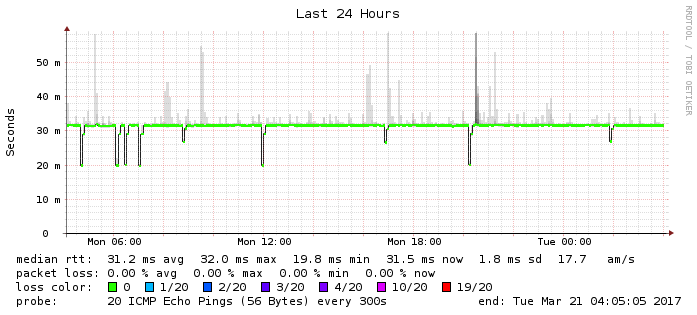 Last 24 Hours
RRDTOOL / TOBI OETIKER
Seconds
50 m
40 m
30 m
20 m
10 m
0
Mon 06:00 Mon 12:00 Mon 18:00 Tue 00:00
median rtt: 31.2 ms avg 32.0 ms max 19.8 ms min 31.5 ms now 1.8 ms sd 17.7 am/s
packet loss: 0.00 % avg 0.00 % max 0.00 % min 0.00 % now
loss color: 0 1/20 2/20 3/20 4/20 10/20 19/20
probe: 20 ICMP Echo Pings (56 Bytes) every 300s end: Tue Mar 21 04:05:05 2017